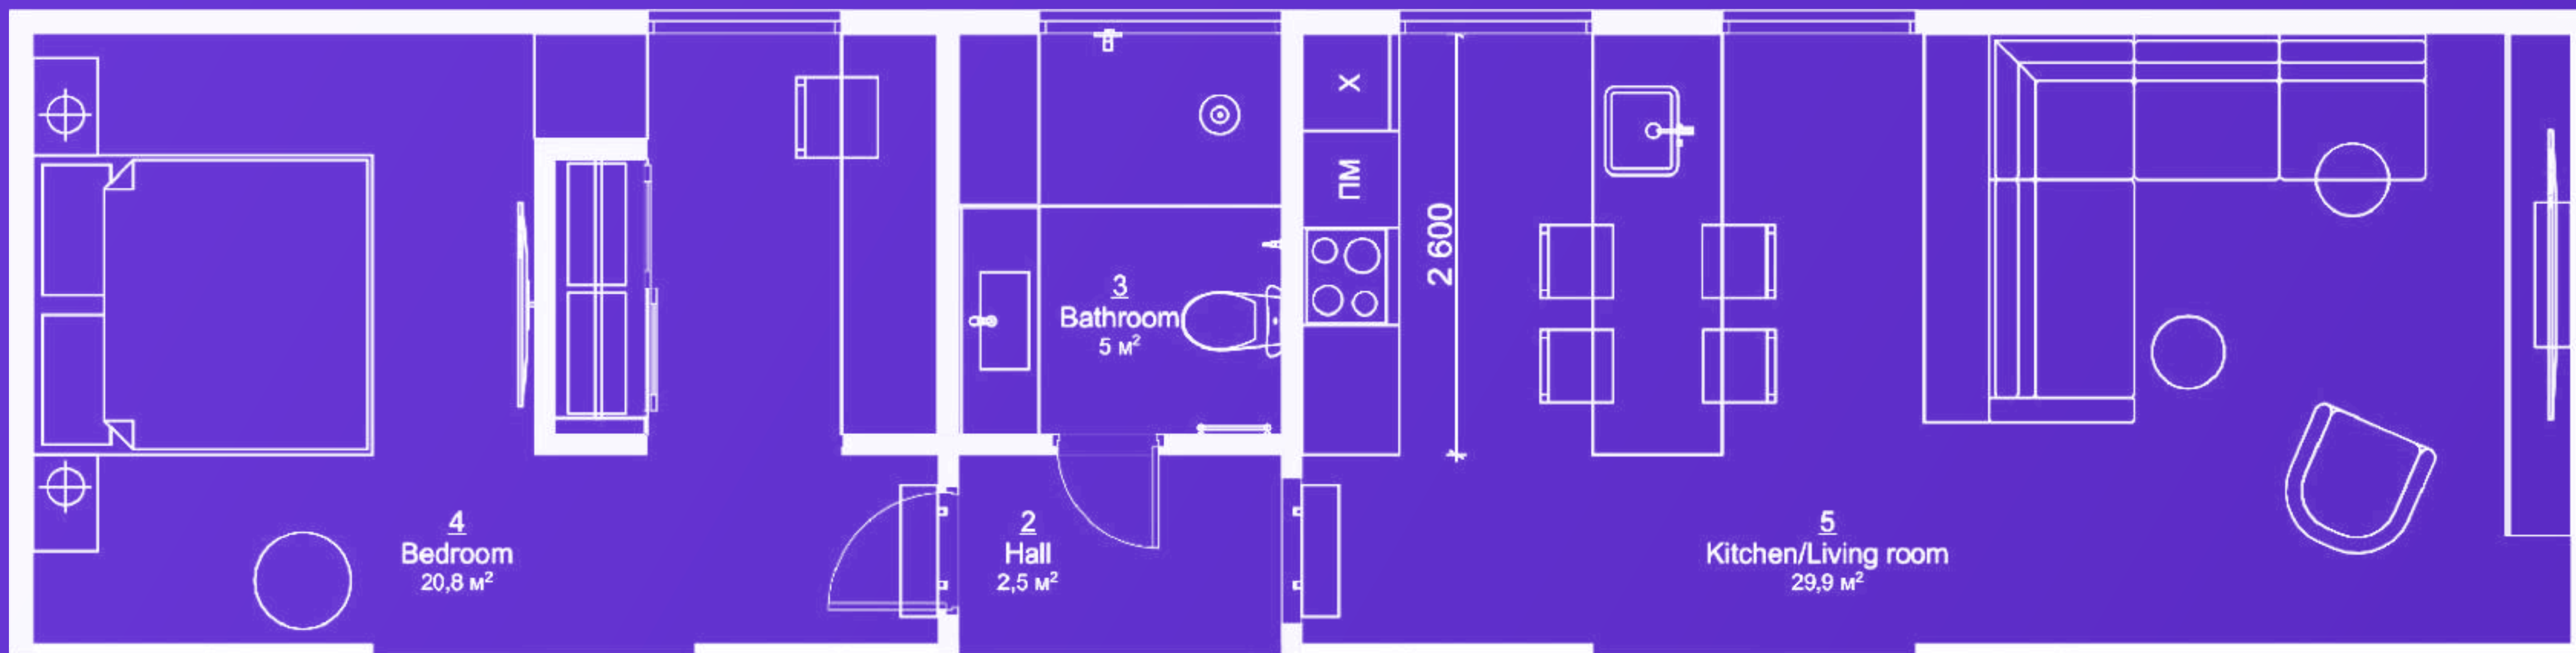 X
ПМ
2 600
3
Bathroom
5 м²
4
Bedroom
20,8 м²
2
Hall
2,5 м²
5
Kitchen/Living room
29,9 м²